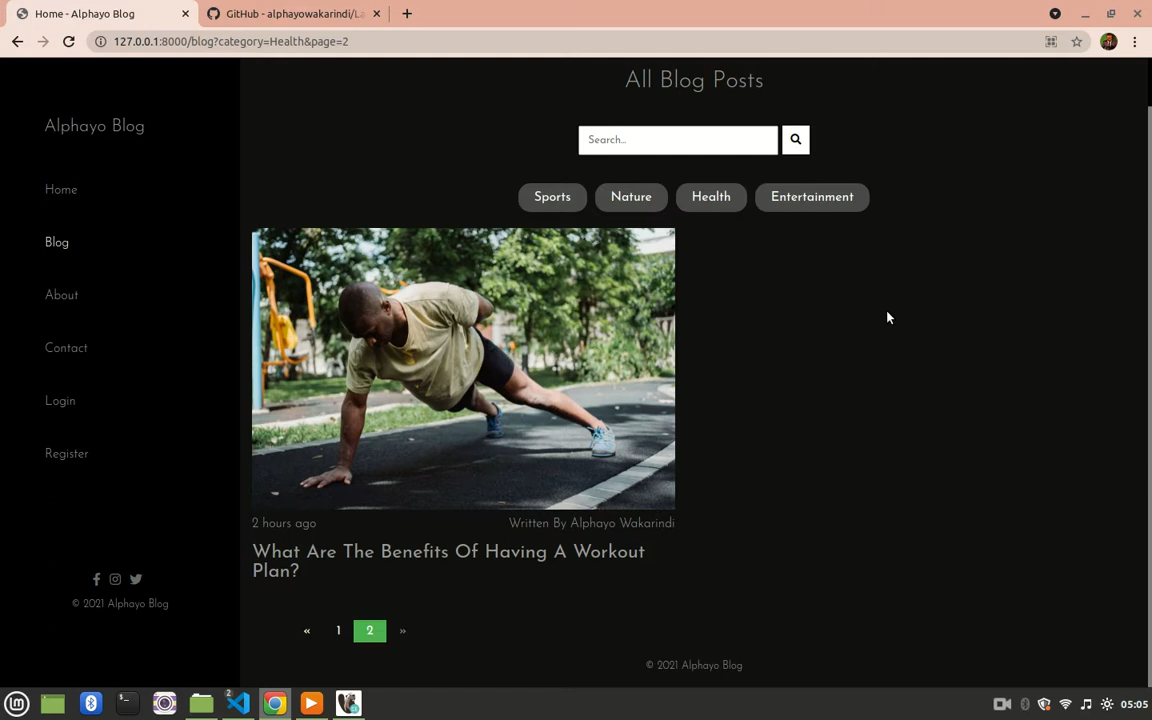 Home - Alphayo Blog
GitHub - alphayowakarindi/La
127.0.0.1:8000/blog?category=Health&page=2
Alphayo Blog
Home
Blog
About
Contact
Login
Register
© 2021 Alphayo Blog
All Blog Posts
Search...
Sports Nature Health Entertainment
2 hours ago Written By Alphayo Wakarindi
What Are The Benefits Of Having A Workout
Plan?
« 1 2 »
© 2021 Alphayo Blog
2
05:05